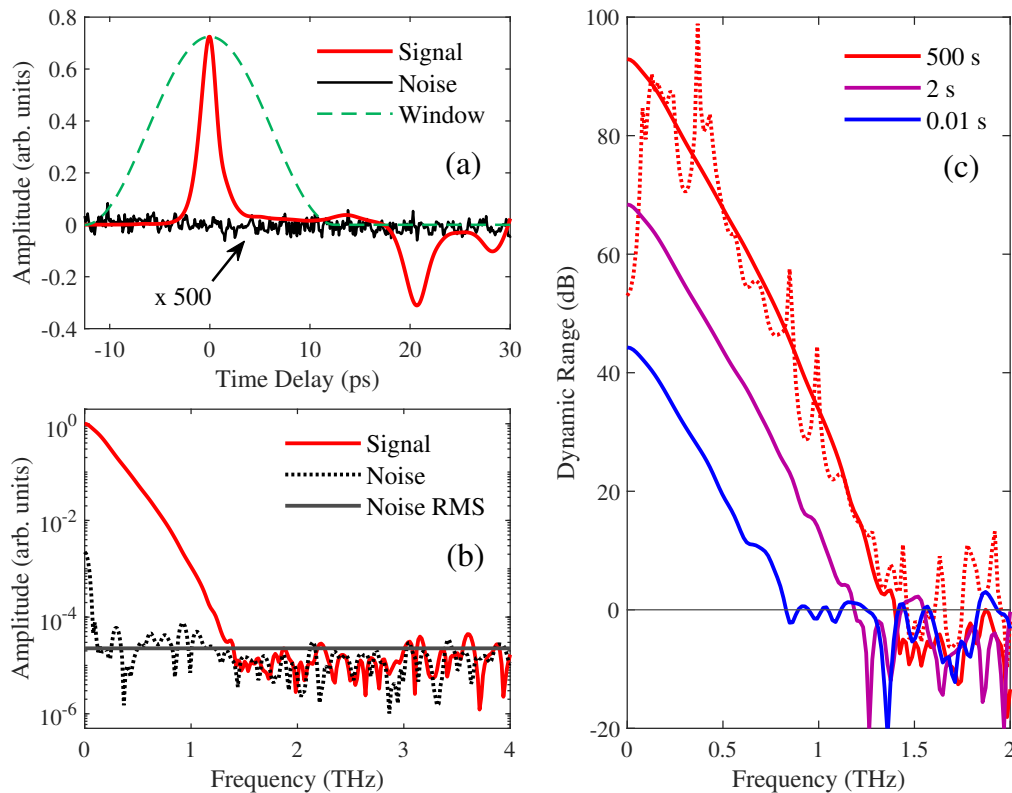 0.8
0.6
0.4
0.2
0
-0.2
-0.4
Amplitude (arb. units)
Signal
Noise
Window
(a)
x 500
-10 0 10 20 30
Time Delay (ps)
10^0
10^-2
10^-4
10^-6
Amplitude (arb. units)
Signal
Noise
Noise RMS
(b)
0 1 2 3 4
Frequency (THz)
100
80
60
40
20
0
-20
Dynamic Range (dB)
500 s
2 s
0.01 s
(c)
0 0.5 1 1.5 2
Frequency (THz)